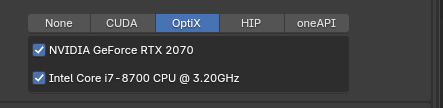 None CUDA OptiX HIP oneAPI
NVIDIA GeForce RTX 2070
Intel Core i7-8700 CPU @ 3.20GHz